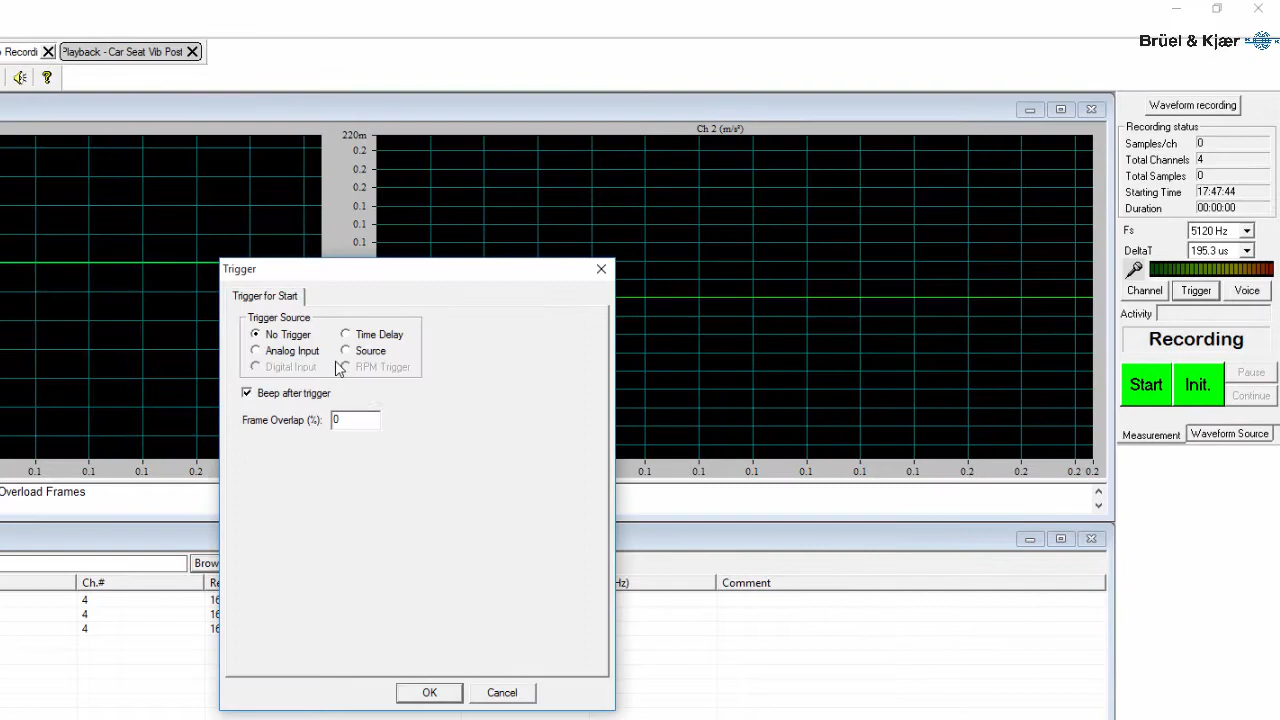 Brüel & Kjær
Recordi
Playback - Car Seat Vib Post
Waveform recording
Ch 2 (m/s²)
220m
0.2
0.2
0.2
0.1
0.1
0.1
Recording status
Samples/ch 0
Total Channels 4
Total Samples 0
Starting Time 17:47:44
Duration 00:00:00
Fs 5120 Hz
DeltaT 195.3 us
Channel Trigger Voice
Activity
Recording
Start Init. Pause
Continue
Measurement Waveform Source
Trigger
Trigger for Start
Trigger Source
No Trigger Time Delay
Analog Input Source
Digital Input RPM Trigger
Beep after trigger
Frame Overlap (%): 0
OK Cancel
0.1 0.1 0.1 0.2
0.1 0.1 0.1 0.1 0.1 0.1 0.2 0.2 0.2 0.2
Overload Frames
Brow
Ch.# Re Hz) Comment
4 16
4 16
4 16